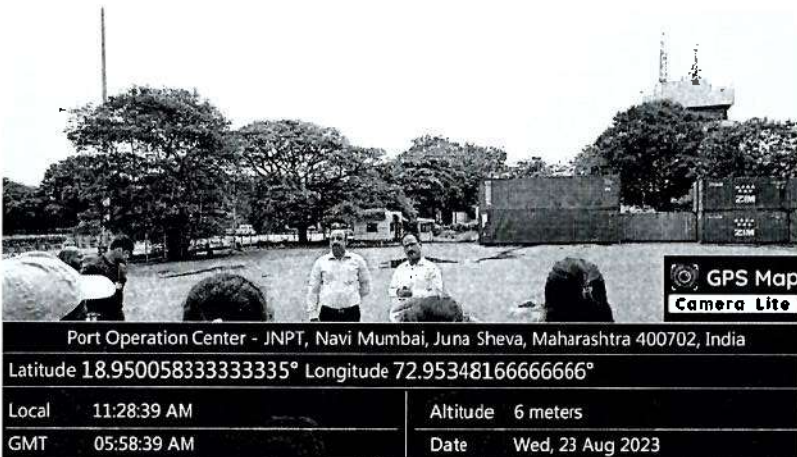 ZIM
ZIM
GPS Map
Camera Lite
Port Operation Center - JNPT, Navi Mumbai, Juna Sheva, Maharashtra 400702, India
Latitude 18.950058333333335° Longitude 72.95348166666666°
Local 11:28:39 AM
Altitude 6 meters
GMT 05:58:39 AM
Date Wed, 23 Aug 2023